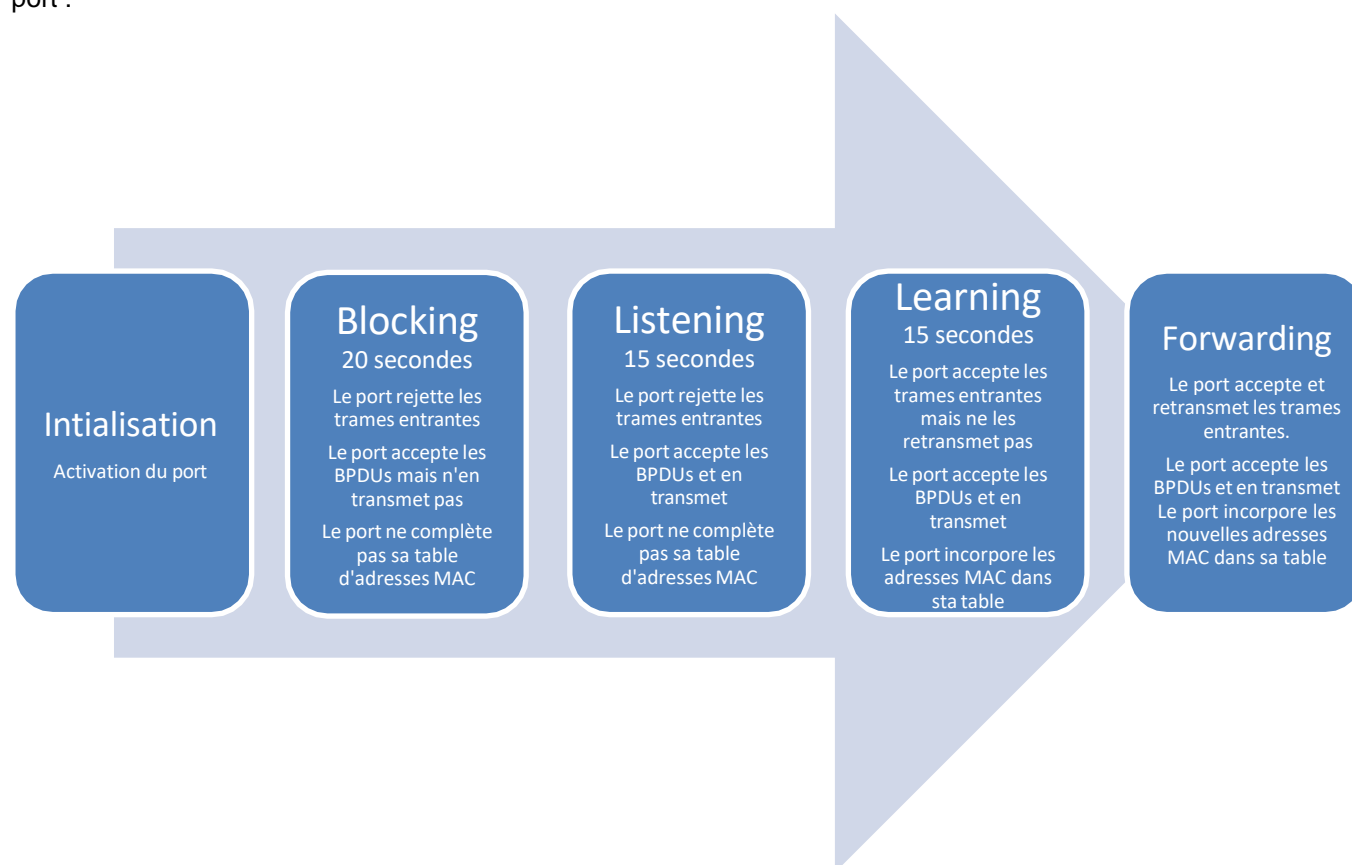 port :
Intialisation
Activation du port
Blocking
20 secondes
Le port rejette les
trames entrantes
Le port accepte les
BPDUs mais n'en
transmet pas
Le port ne complète
pas sa table
d'adresses MAC
Listening
15 secondes
Le port rejette les
trames entrantes
Le port accepte les
BPDUs et en
transmet
Le port ne complète
pas sa table
d'adresses MAC
Learning
15 secondes
Le port accepte les
trames entrantes
mais ne les
retransmet pas
Le port accepte les
BPDUs et en
transmet
Le port incorpore les
adresses MAC dans
sta table
Forwarding
Le port accepte et
retransmet les trames
entrantes.
Le port accepte les
BPDUs et en transmet
Le port incorpore les
nouvelles adresses
MAC dans sa table